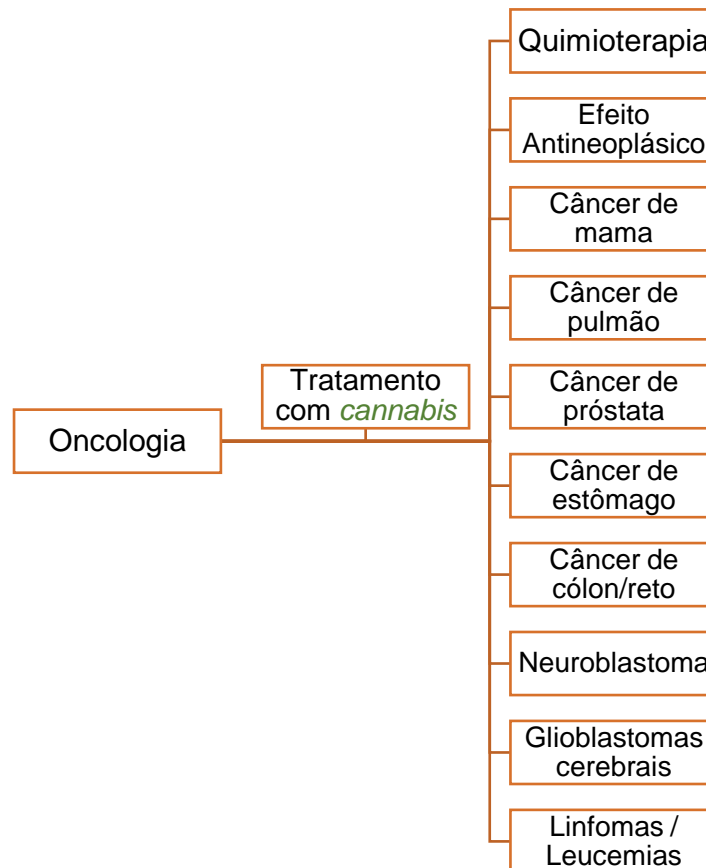 Oncologia
Tratamento
com cannabis
Quimioterapia
Efeito
Antineoplásico
Câncer de
mama
Câncer de
pulmão
Câncer de
próstata
Câncer de
estômago
Câncer de
cólon/reto
Neuroblastoma
Glioblastomas
cerebrais
Linfomas /
Leucemias